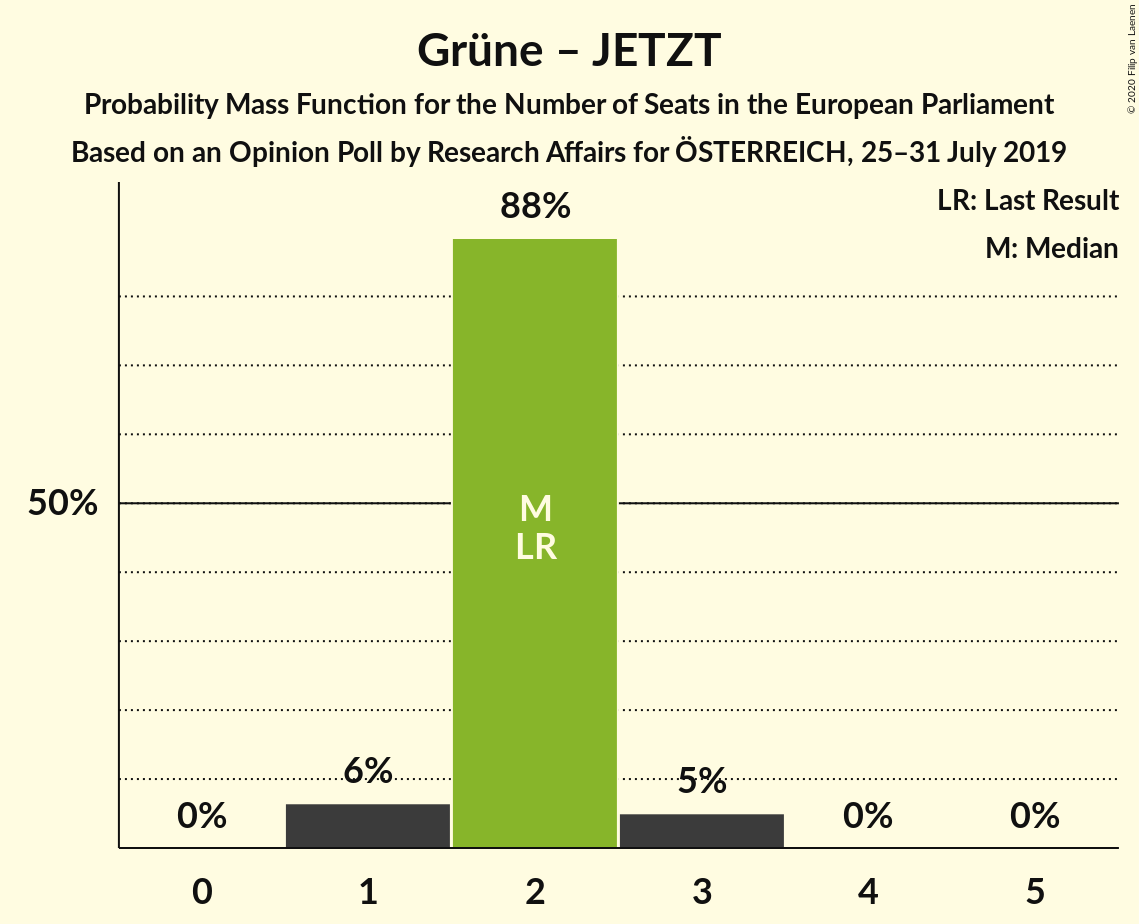 Grüne – JETZT
Probability Mass Function for the Number of Seats in the European Parliament
Based on an Opinion Poll by Research Affairs for ÖSTERREICH, 25–31 July 2019
© 2020 Filip van Laenen
LR: Last Result
M: Median
88%
50%
M
LR
6%
5%
0%
0%
0%
0 1 2 3 4 5